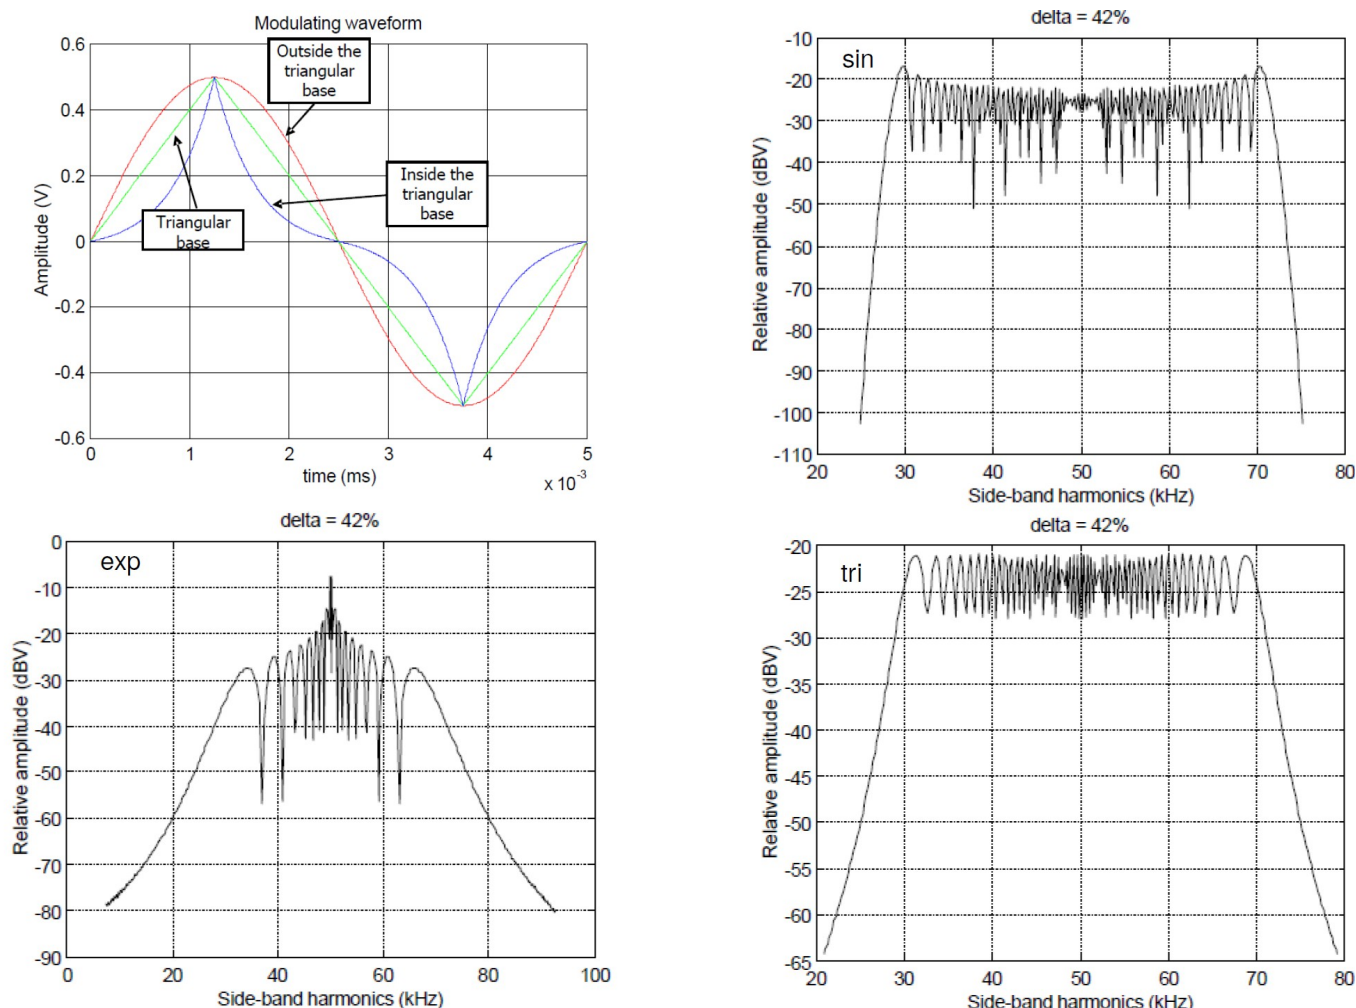 Modulating waveform
0.6
0.4
0.2
0
-0.2
-0.4
-0.6
Amplitude (V)
Outside the
triangular
base
Inside the
triangular
base
Triangular
base
0 1 2 3 4 5
time (ms)
x 10-3
delta = 42%
sin
-10
-20
-30
-40
-50
-60
-70
-80
-90
-100
-110
Relative amplitude (dBV)
20 30 40 50 60 70 80
Side-band harmonics (kHz)
delta = 42%
exp
0
-10
-20
-30
-40
-50
-60
-70
-80
-90
Relative amplitude (dBV)
0 20 40 60 80 100
Side-band harmonics (kHz)
delta = 42%
tri
-20
-25
-30
-35
-40
-45
-50
-55
-60
-65
Relative amplitude (dBV)
20 30 40 50 60 70 80
Side-band harmonics (kHz)